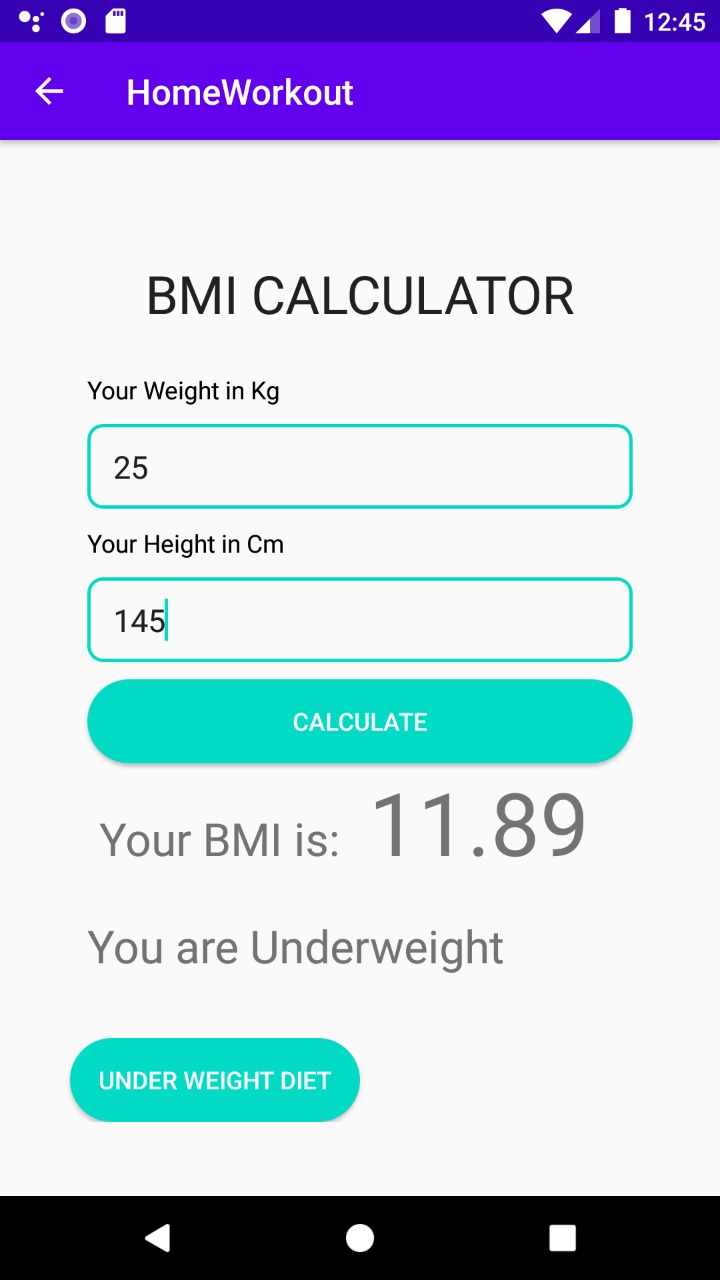 12:45
HomeWorkout
BMI CALCULATOR
Your Weight in Kg
25
Your Height in Cm
145
CALCULATE
Your BMI is: 11.89
You are Underweight
UNDER WEIGHT DIET